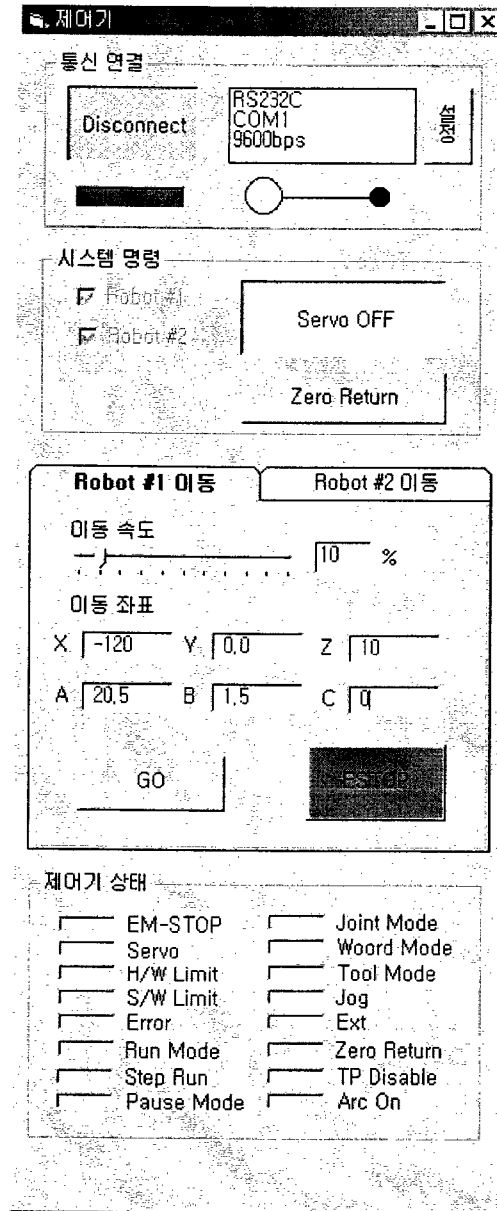 제어기
통신 연결
Disconnect
RS232C
COM1
9600bps
설정
시스템 명령
Robot #1
Robot #2
Servo OFF
Zero Return
Robot #1 이동
Robot #2 이동
이동 속도
10 %
이동 좌표
X -120 Y 0,0 Z 10
A 20,5 B 1,5 C 0
GO
ESTOP
제어기 상태
EM-STOP Joint Mode
Servo Woord Mode
H/W Limit Tool Mode
S/W Limit Jog
Error Ext
Run Mode Zero Return
Step Run TP Disable
Pause Mode Arc On